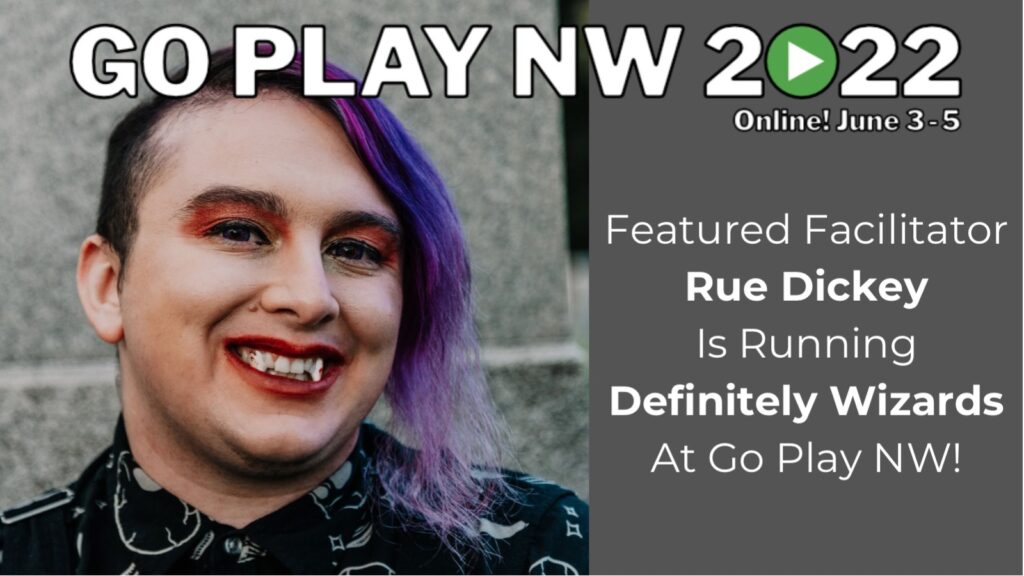 GO PLAY NW 2022
Online! June 3-5
Featured Facilitator
Rue Dickey
Is Running
Definitely Wizards
At Go Play NW!